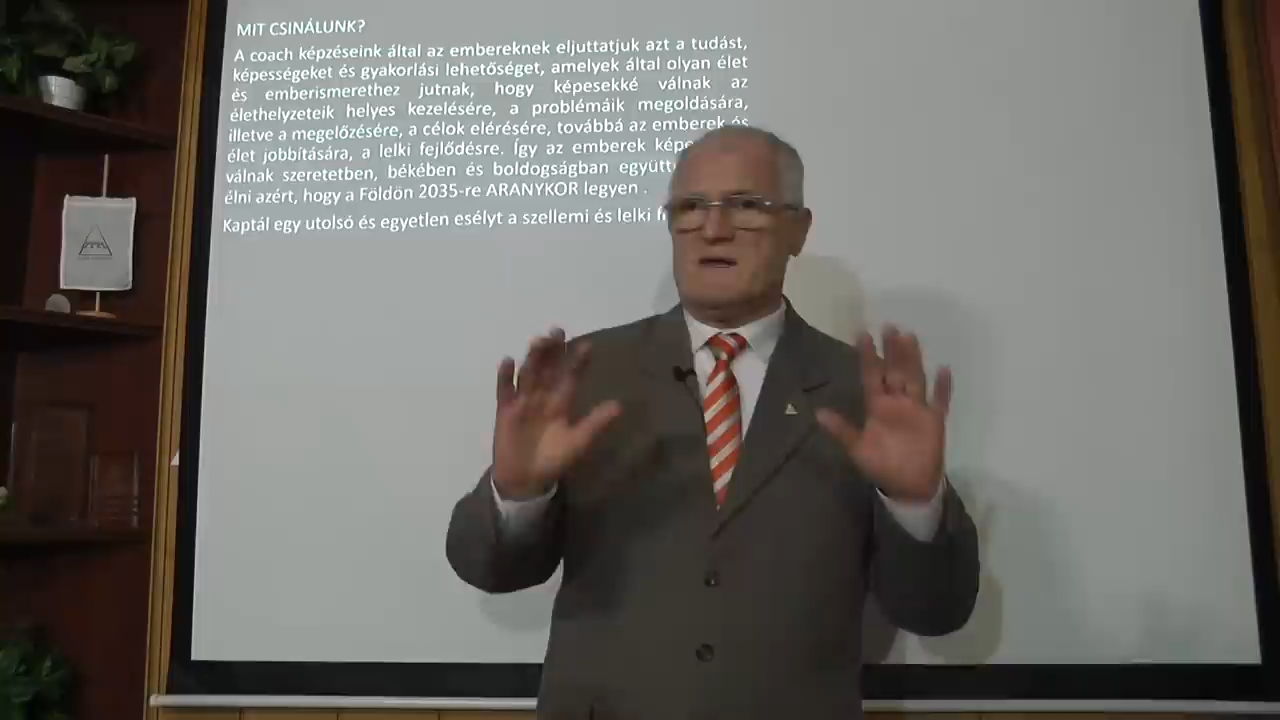 MIT CSINÁLUNK?
A coach képzéseink által az embereknek eljuttatjuk azt a tudást,
képességeket és gyakorlási lehetőséget, amelyek által olyan élet
és emberismerethez jutnak, hogy képesekké válnak az
élethelyzeteik helyes kezelésére, a problémáik megoldására,
illetve a megelőzésére, a célok elérésére, továbbá az emberek és
élet jobbítására, a lelki fejlődésre. Így az emberek
válnak szeretetben, békében és boldogságban
élni azért, hogy a Földön 2035-re ARANYKOR legyen .
Kaptál egy utolsó és egyetlen esélyt a szellemi és lelki